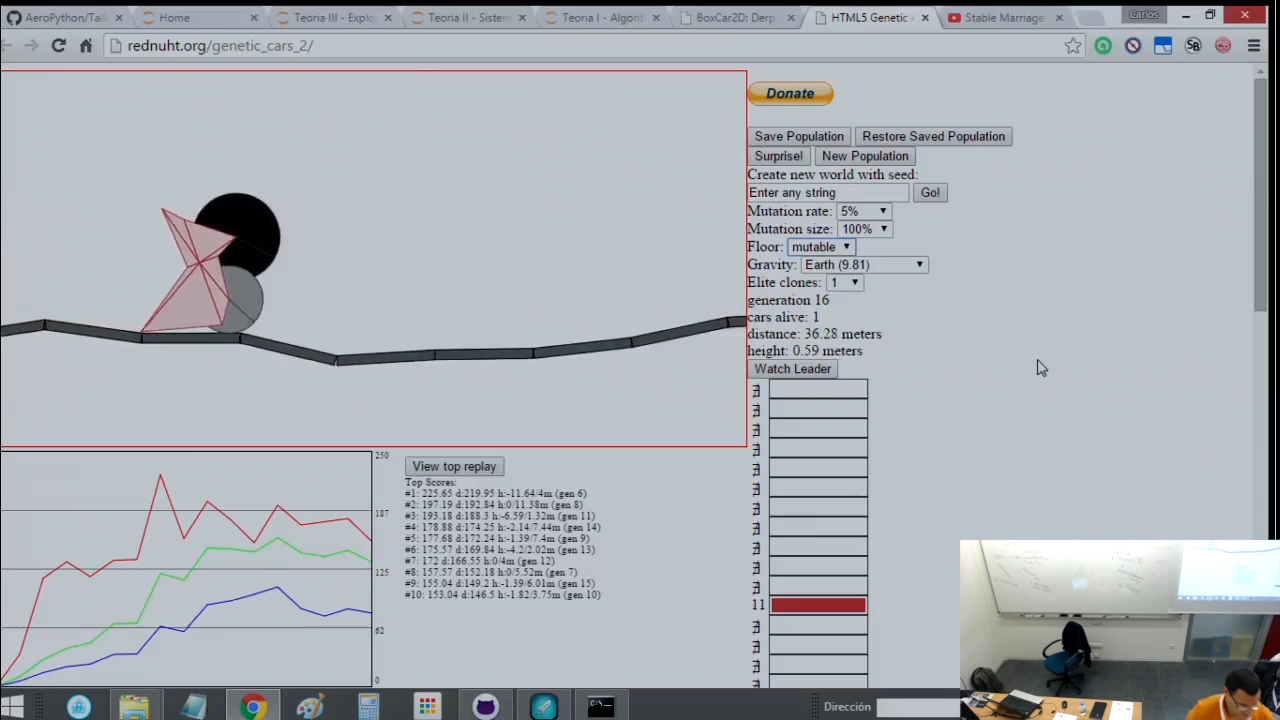 AeroPython/Talle
Home
Teoria III - Explo
Teoria II - Sistem
Teoria I - Algorit
BoxCar2D: Derp
HTML5 Genetic A
Stable Marriage
Carlos
rednuht.org/genetic_cars_2/
Donate
Save Population
Restore Saved Population
Surprise!
New Population
Create new world with seed:
Enter any string
Go!
Mutation rate: 5%
Mutation size: 100%
Floor: mutable
Gravity: Earth (9.81)
Elite clones: 1
generation 16
cars alive: 1
distance: 36.28 meters
height: 0.59 meters
Watch Leader
∄
∄
∄
∄
∄
∄
∄
∄
∄
∄
∄
11
∄
∄
∄
∄
250
187
125
62
0
View top replay
Top Scores:
#1: 225.65 d:219.95 h:-11.64/4m (gen 6)
#2: 197.19 d:192.84 h:0/11.38m (gen 8)
#3: 193.18 d:188.3 h:-6.59/1.32m (gen 11)
#4: 178.88 d:174.25 h:-2.14/7.44m (gen 14)
#5: 177.68 d:172.24 h:-1.39/7.4m (gen 9)
#6: 175.57 d:169.84 h:-4.2/2.02m (gen 13)
#7: 172 d:166.55 h:0/4m (gen 12)
#8: 157.57 d:152.18 h:0/5.52m (gen 7)
#9: 155.04 d:149.2 h:-1.39/6.01m (gen 15)
#10: 153.04 d:146.5 h:-1.82/3.75m (gen 10)
Dirección